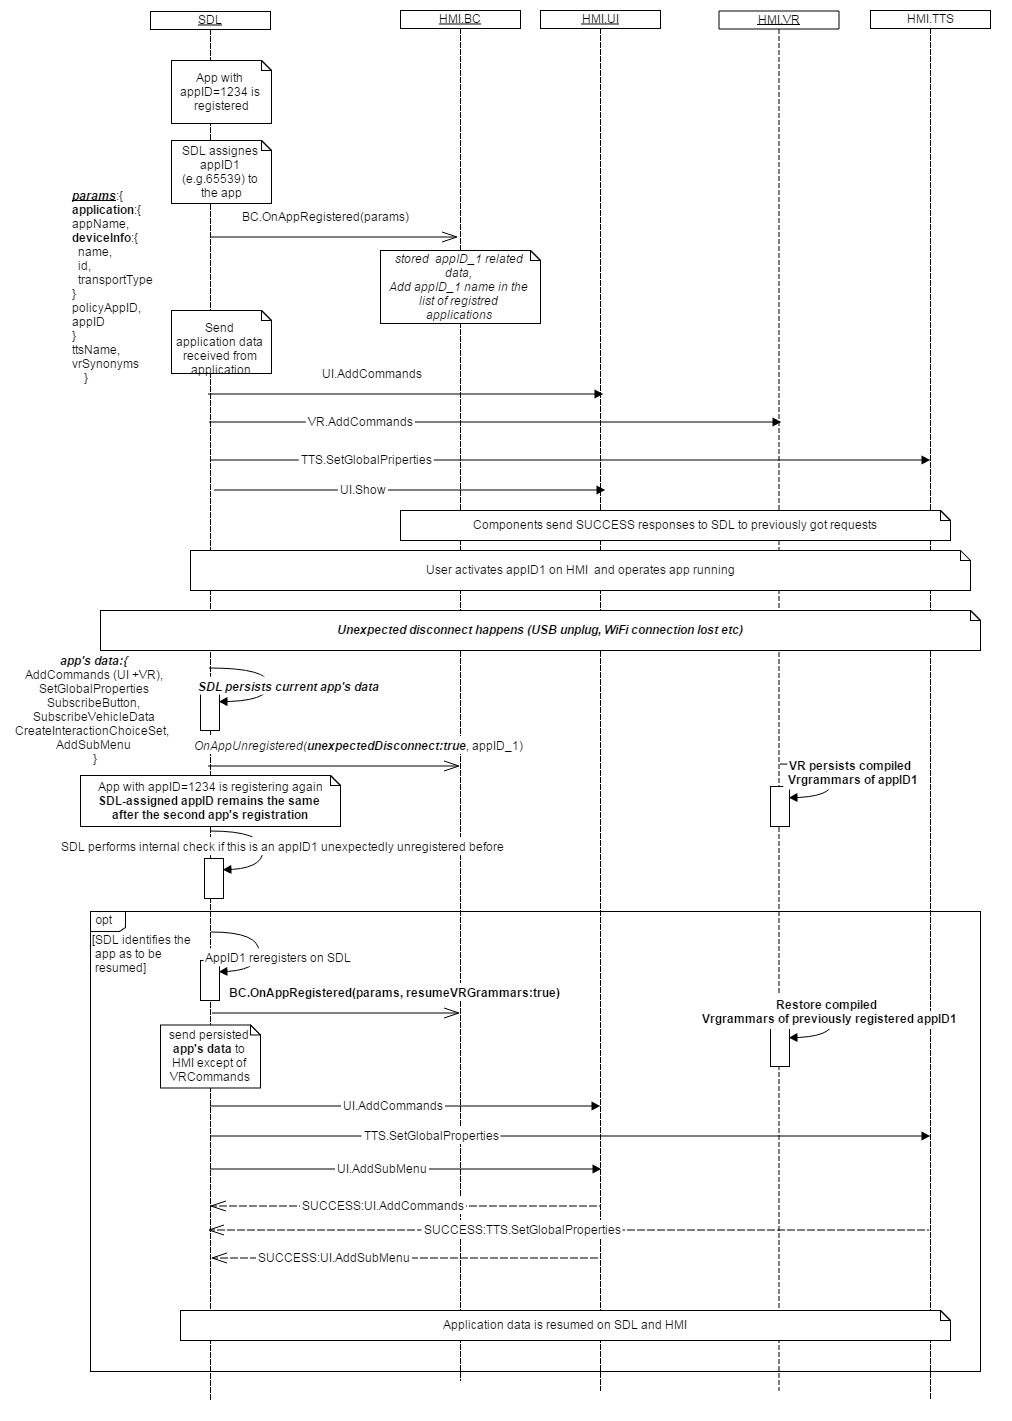 SDL
HMI.BC
HMI.UI
HMI.VR
HMI.TTS
App with
appID=1234 is
registered
SDL assignes
appID1
(e.g.65539) to
the app
params:{
application:{
appName,
deviceInfo:{
name,
id,
transportType
}
policyAppID,
appID
}
ttsName,
vrSynonyms
}
BC.OnAppRegistered(params)
stored appID_1 related
data,
Add appID_1 name in the
list of registred
applications
Send
application data
received from
application
UI.AddCommands
VR.AddCommands
TTS.SetGlobalPriperties
UI.Show
Components send SUCCESS responses to SDL to previously got requests
User activates appID1 on HMI and operates app running
Unexpected disconnect happens (USB unplug, WiFi connection lost etc)
app's data:{
AddCommands (UI +VR),
SetGlobalProperties
SubscribeButton,
SubscribeVehicleData
CreateInteractionChoiceSet,
AddSubMenu
}
SDL persists current app's data
OnAppUnregistered(unexpectedDisconnect:true, appID_1)
VR persists compiled
Vrgrammars of appID1
App with appID=1234 is registering again
SDL-assigned appID remains the same
after the second app's registration
SDL performs internal check if this is an appID1 unexpectedly unregistered before
opt
[SDL identifies the
app as to be
resumed]
AppID1 reregisters on SDL
BC.OnAppRegistered(params, resumeVRGrammars:true)
Restore compiled
Vrgrammars of previously registered appID1
send persisted
app's data to
HMI except of
VRCommands
UI.AddCommands
TTS.SetGlobalProperties
UI.AddSubMenu
SUCCESS:UI.AddCommands
SUCCESS:TTS.SetGlobalProperties
SUCCESS:UI.AddSubMenu
Application data is resumed on SDL and HMI